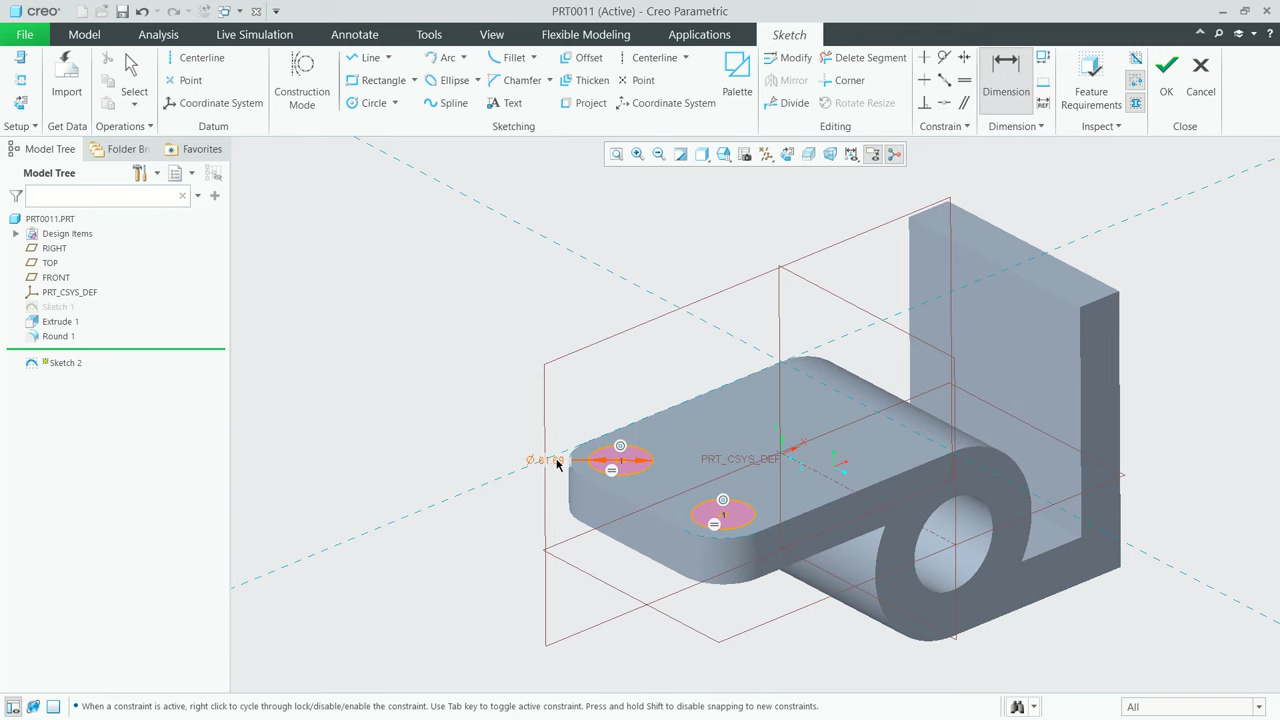 creo
PRT0011 (Active) - Creo Parametric
File Model Analysis Live Simulation Annotate Tools View Flexible Modeling Applications Sketch
Centerline Line Arc Fillet Offset Centerline Modify Delete Segment
Import Select Point Construction Mode Rectangle Ellipse Chamfer Thicken Point Palette Mirror Corner Dimension Feature Requirements OK Cancel
Coordinate System Circle Spline Text Project Coordinate System Divide Rotate Resize
Setup Get Data Operations Datum Sketching Editing Constrain Dimension Inspect Close
Model Tree Folder Br Favorites
Model Tree
PRT0011.PRT
Design Items
RIGHT
TOP
FRONT
PRT_CSYS_DEF
Sketch 1
Extrude 1
Round 1
Sketch 2
X
PRT_CSYS_DEF
1
1
When a constraint is active, right click to cycle through lock/disable/enable the constraint. Use Tab key to toggle active constraint. Press and hold Shift to disable snapping to new constraints.
All